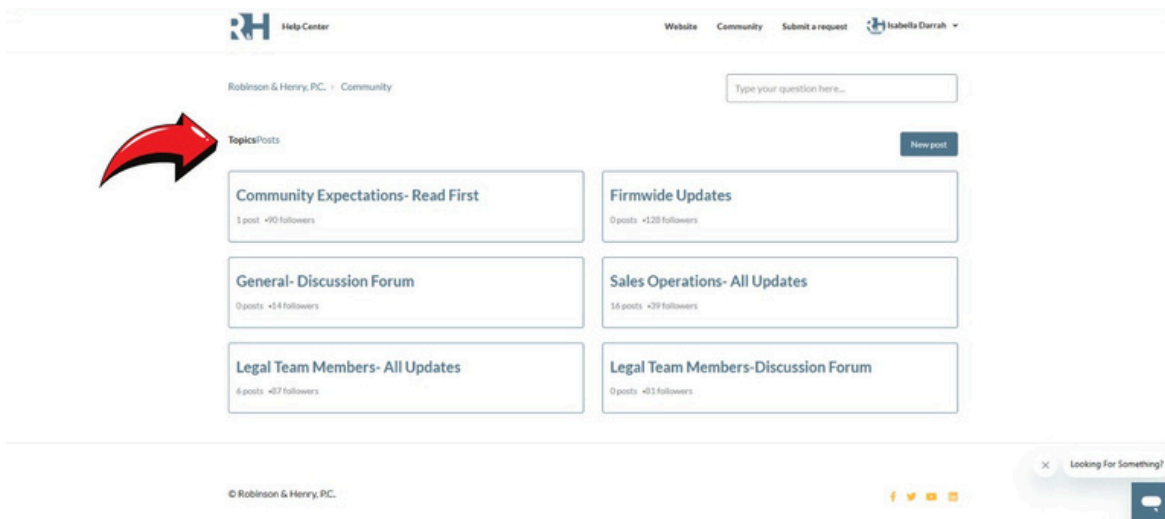 RH Help Center
Website Community Submit a request Isabella Darrah
Robinson & Henry, P.C. › Community
Type your question here...
TopicsPosts
New post
Community Expectations- Read First
1 post •90 followers
Firmwide Updates
0 posts •128 followers
General- Discussion Forum
0 posts •14 followers
Sales Operations- All Updates
16 posts •39 followers
Legal Team Members- All Updates
6 posts •87 followers
Legal Team Members-Discussion Forum
0 posts •81 followers
Looking For Something?
© Robinson & Henry, P.C.